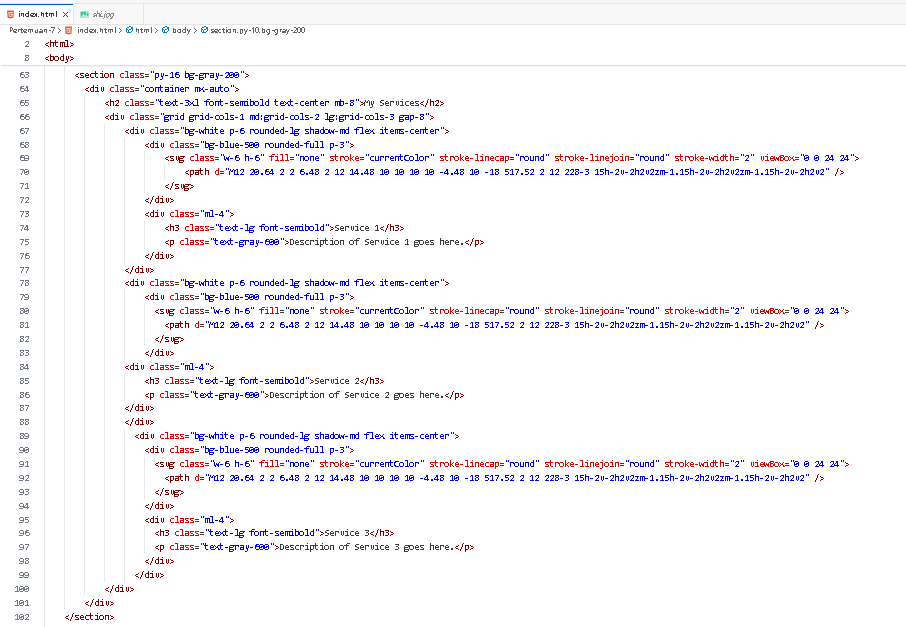 index.html
shi.jpg
Pertemuan-7 > index.html > html > body > section.py-10.bg-gray-200
2 <html>
8 <body>
63 <section class="py-16 bg-gray-200">
64 <div class="container mx-auto">
65 <h2 class="text-3xl font-semibold text-center mb-8">My Services</h2>
66 <div class="grid grid-cols-1 md:grid-cols-2 lg:grid-cols-3 gap-8">
67 <div class="bg-white p-6 rounded-lg shadow-md flex items-center">
68 <div class="bg-blue-500 rounded-full p-3">
69 <svg class="w-6 h-6" fill="none" stroke="currentColor" stroke-linecap="round" stroke-linejoin="round" stroke-width="2" viewBox="0 0 24 24">
70 <path d="M12 20.64 2 2 6.48 2 12 14.48 10 10 10 10 -4.48 10 -18 517.52 2 12 228-3 15h-2v-2h2v2zm-1.15h-2v-2h2v2zm-1.15h-2v-2h2v2" />
71 </svg>
72 </div>
73 <div class="ml-4">
74 <h3 class="text-lg font-semibold">Service 1</h3>
75 <p class="text-gray-600">Description of Service 1 goes here.</p>
76 </div>
77 </div>
78 <div class="bg-white p-6 rounded-lg shadow-md flex items-center">
79 <div class="bg-blue-500 rounded-full p-3">
80 <svg class="w-6 h-6" fill="none" stroke="currentColor" stroke-linecap="round" stroke-linejoin="round" stroke-width="2" viewBox="0 0 24 24">
81 <path d="M12 20.64 2 2 6.48 2 12 14.48 10 10 10 10 -4.48 10 -18 517.52 2 12 228-3 15h-2v-2h2v2zm-1.15h-2v-2h2v2zm-1.15h-2v-2h2v2" />
82 </svg>
83 </div>
84 <div class="ml-4">
85 <h3 class="text-lg font-semibold">Service 2</h3>
86 <p class="text-gray-600">Description of Service 2 goes here.</p>
87 </div>
88 </div>
89 <div class="bg-white p-6 rounded-lg shadow-md flex items-center">
90 <div class="bg-blue-500 rounded-full p-3">
91 <svg class="w-6 h-6" fill="none" stroke="currentColor" stroke-linecap="round" stroke-linejoin="round" stroke-width="2" viewBox="0 0 24 24">
92 <path d="M12 20.64 2 2 6.48 2 12 14.48 10 10 10 10 -4.48 10 -18 517.52 2 12 228-3 15h-2v-2h2v2zm-1.15h-2v-2h2v2zm-1.15h-2v-2h2v2" />
93 </svg>
94 </div>
95 <div class="ml-4">
96 <h3 class="text-lg font-semibold">Service 3</h3>
97 <p class="text-gray-600">Description of Service 3 goes here.</p>
98 </div>
99 </div>
100 </div>
101 </div>
102 </section>